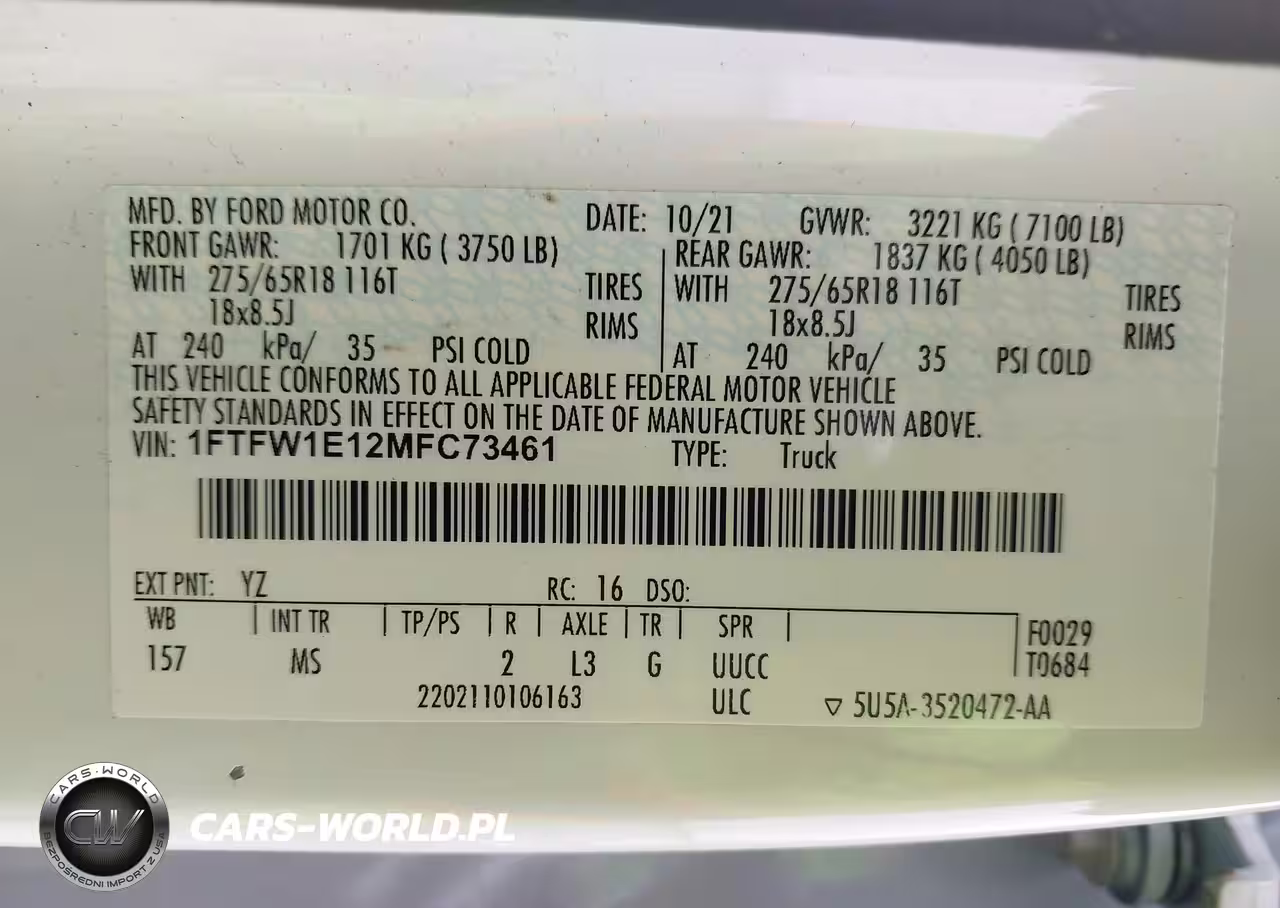 MFD. BY FORD MOTOR CO. DATE: 10/21 GVWR: 3221 KG ( 7100 LB)
FRONT GAWR: 1701 KG ( 3750 LB) REAR GAWR: 1837 KG ( 4050 LB)
WITH 275/65R18 116T TIRES WITH 275/65R18 116T TIRES
18x8.5J RIMS 18x8.5J RIMS
AT 240 kPa/ 35 PSI COLD AT 240 kPa/ 35 PSI COLD
THIS VEHICLE CONFORMS TO ALL APPLICABLE FEDERAL MOTOR VEHICLE
SAFETY STANDARDS IN EFFECT ON THE DATE OF MANUFACTURE SHOWN ABOVE.
VIN: 1FTFW1E12MFC73461 TYPE: Truck
EXT PNT: YZ RC: 16 DSO:
WB INT TR TP/PS R AXLE TR SPR F0029
157 MS 2 L3 G UUCC T0684
2202110106163 ULC ▽ 5U5A-3520472-AA
CARS-WORLD
CW
BEZPOŚREDNI IMPORT Z USA
CARS-WORLD.PL